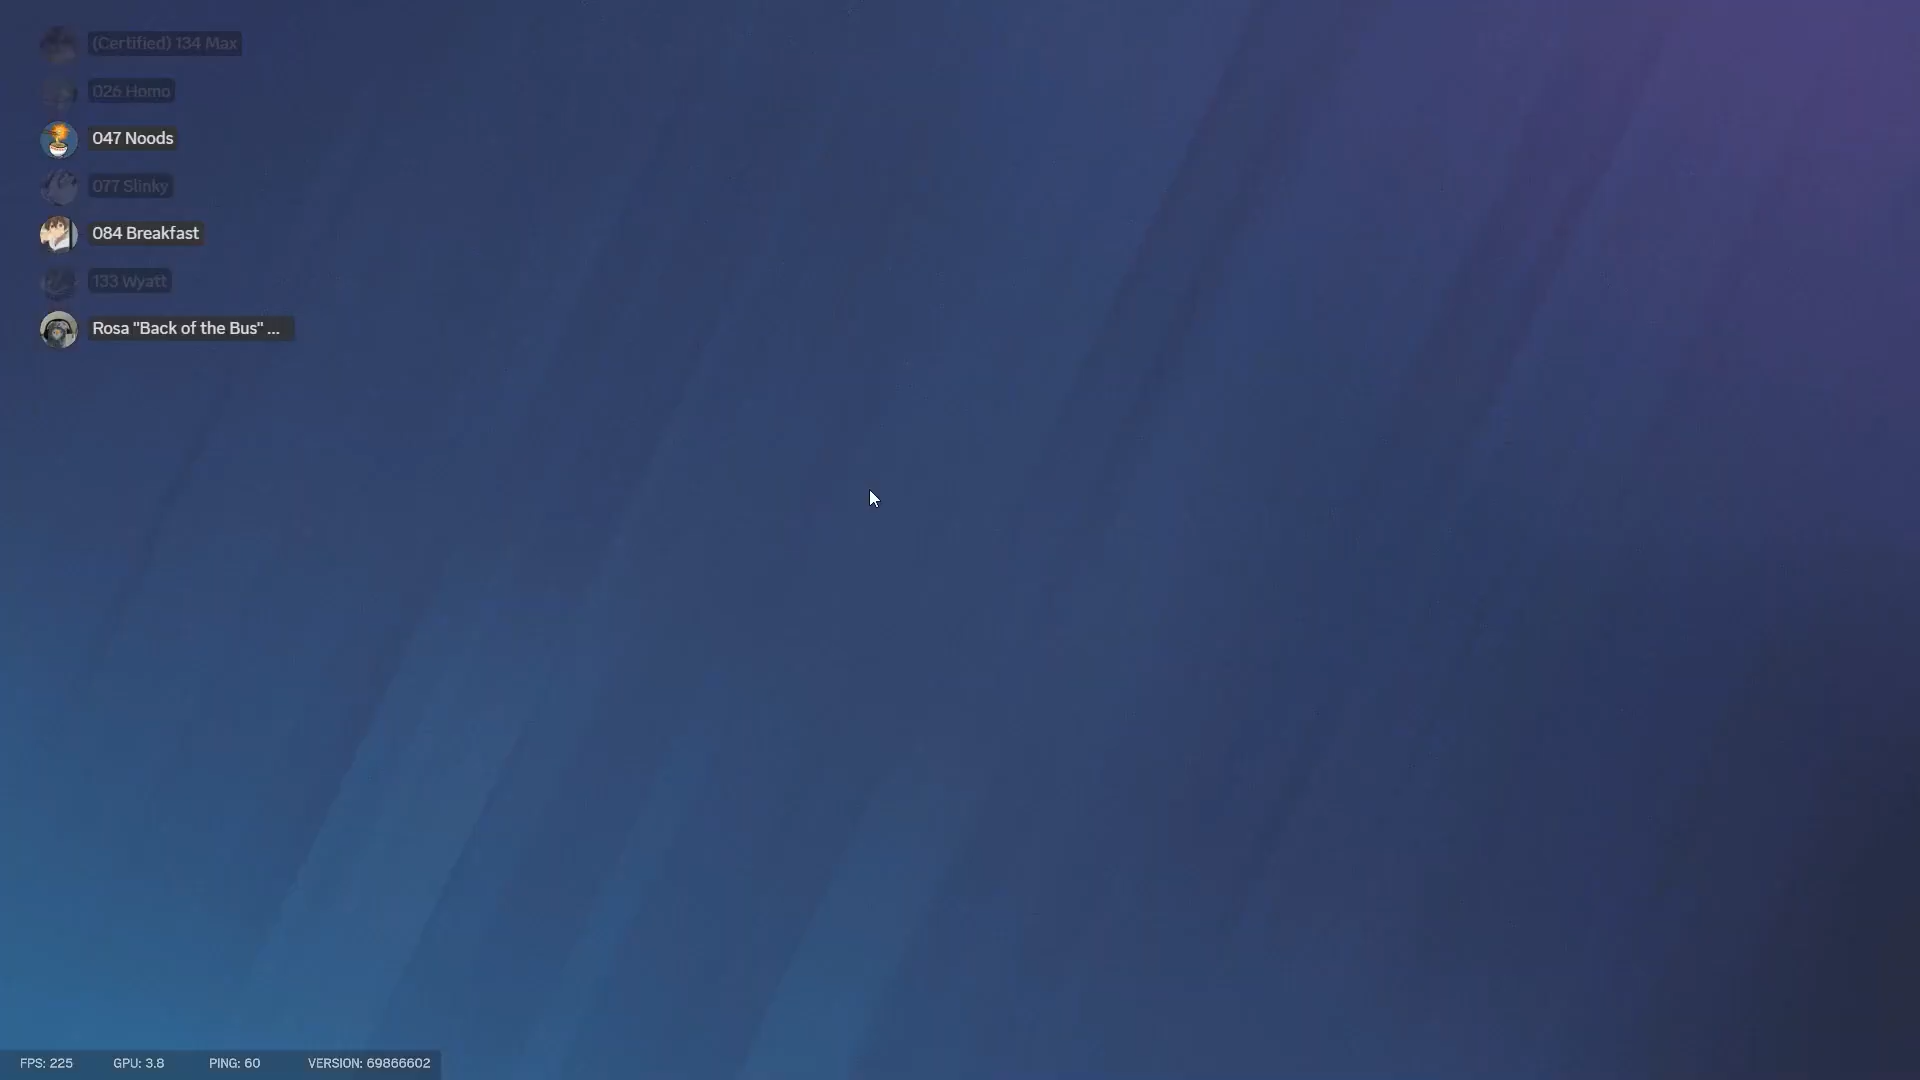 (Certified) 134 Max
026 Homo
047 Noods
077 Slinky
084 Breakfast
133 Wyatt
Rosa "Back of the Bus" ...
FPS: 225 GPU: 3.8 PING: 60 VERSION: 69866602